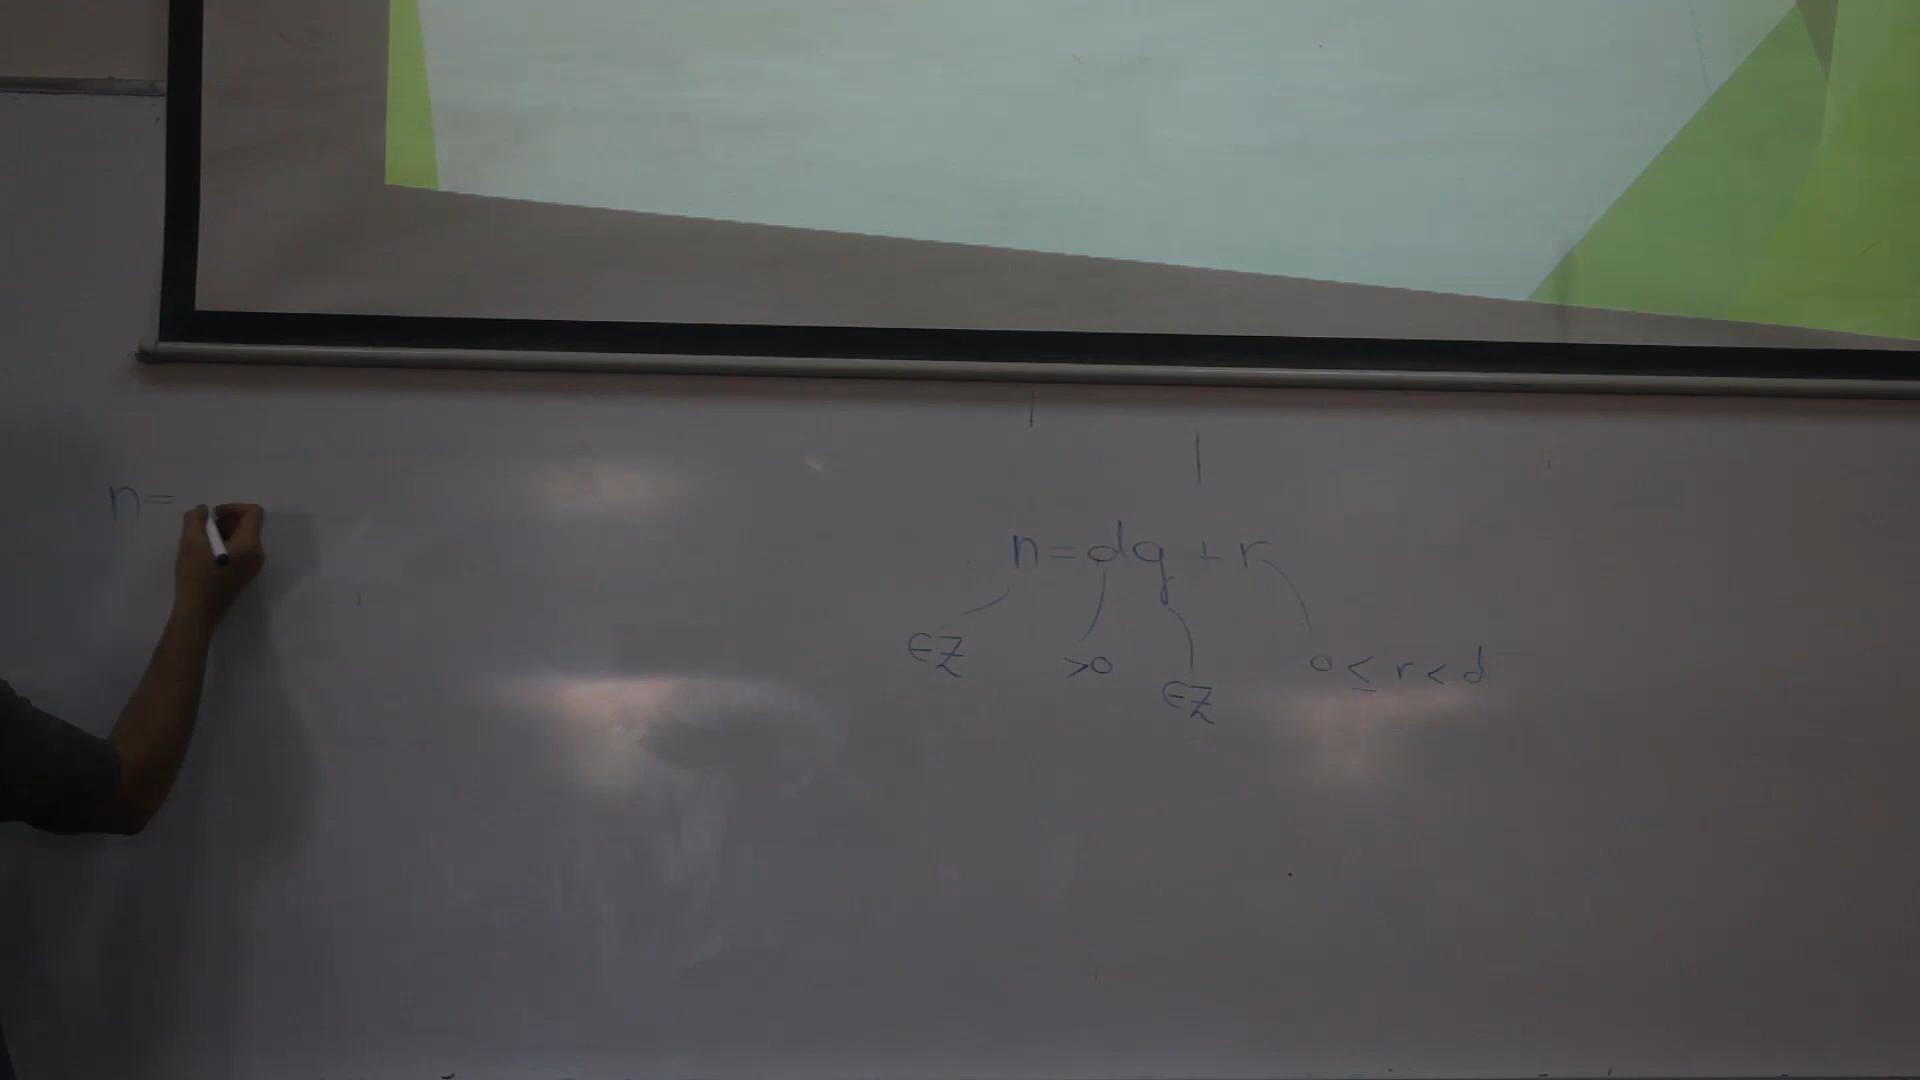 n=
n=dq+r
∈ℤ >0 ∈ℤ 0≤r<d